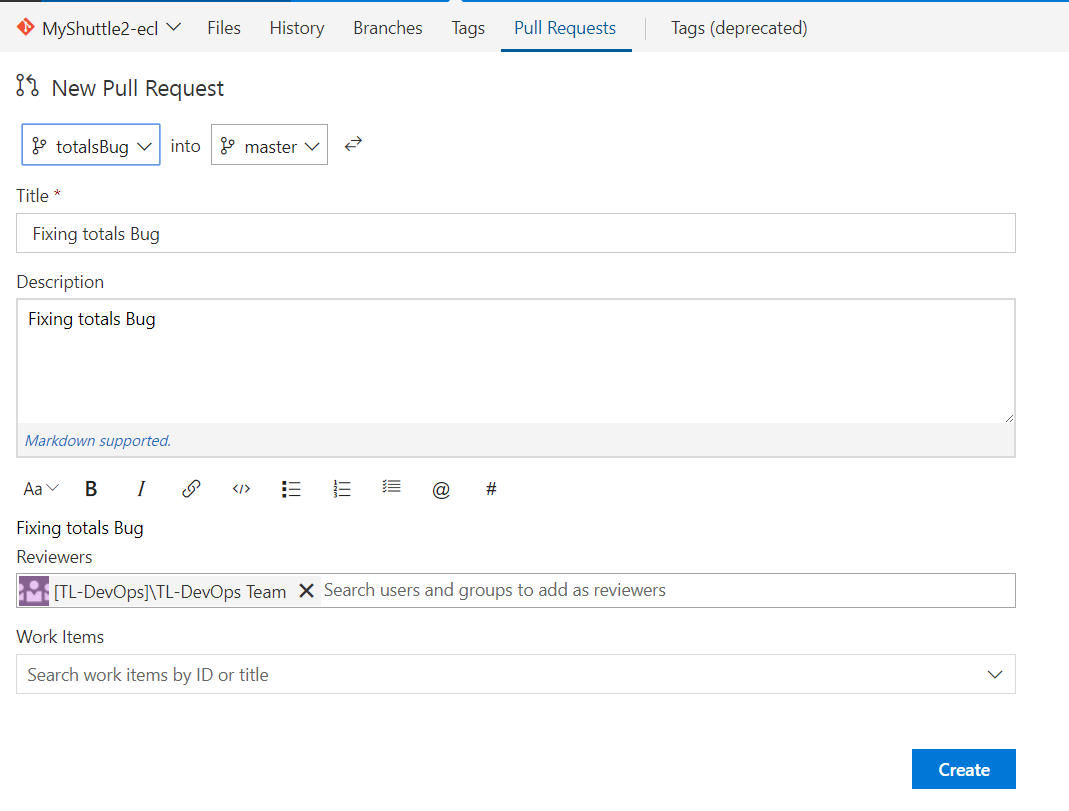 MyShuttle2-ecl Files History Branches Tags Pull Requests Tags (deprecated)
New Pull Request
totalsBug into master
Title *
Fixing totals Bug
Description
Fixing totals Bug
Markdown supported.
Aa B I </> @ #
Fixing totals Bug
Reviewers
[TL-DevOps]\TL-DevOps Team Search users and groups to add as reviewers
Work Items
Search work items by ID or title
Create